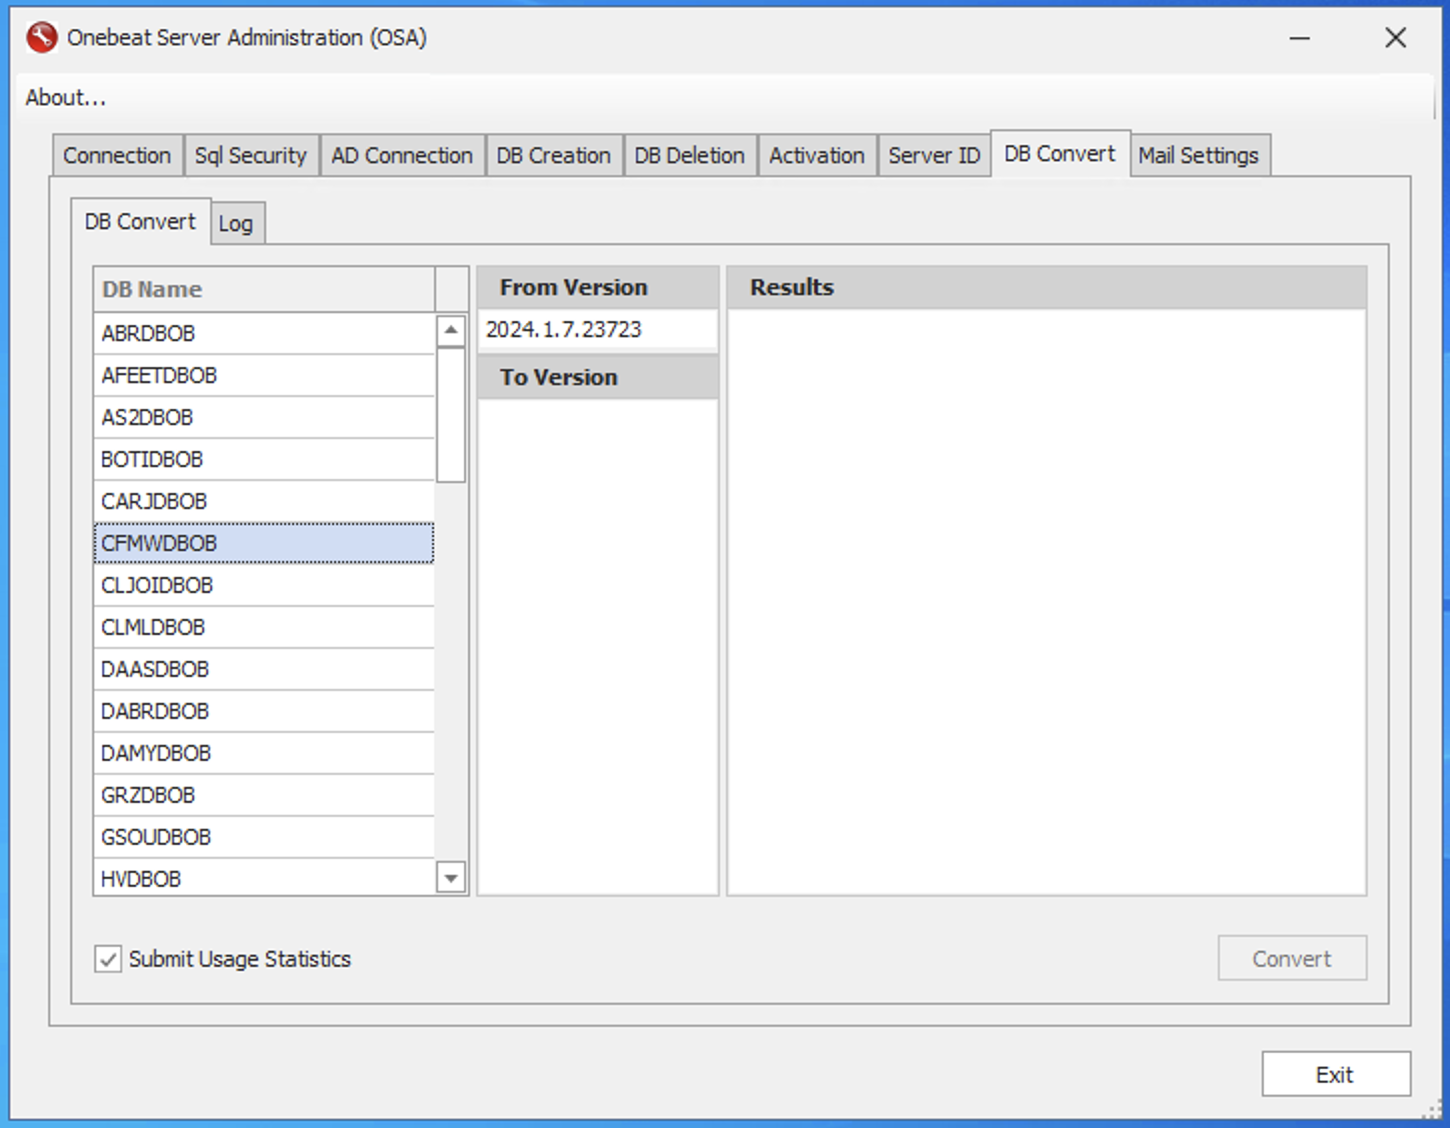 Onebeat Server Administration (OSA)
About...
Connection Sql Security AD Connection DB Creation DB Deletion Activation Server ID DB Convert Mail Settings
DB Convert Log
DB Name
ABRDBOB
AFEETDBOB
AS2DBOB
BOTIDBOB
CARJDBOB
CFMWDBOB
CLJOIDBOB
CLMLDBOB
DAASDBOB
DABRDBOB
DAMYDBOB
GRZDBOB
GSOUDBOB
HVDBOB
From Version
2024.1.7.23723
To Version
Results
Submit Usage Statistics
Convert
Exit